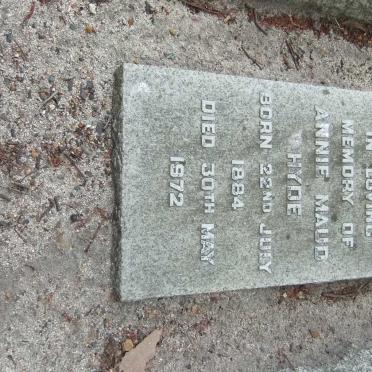 IN LOVING
MEMORY OF
ANNIE MAUD
HYDE
BORN 22ND JULY
1884
DIED 30TH MAY
1972